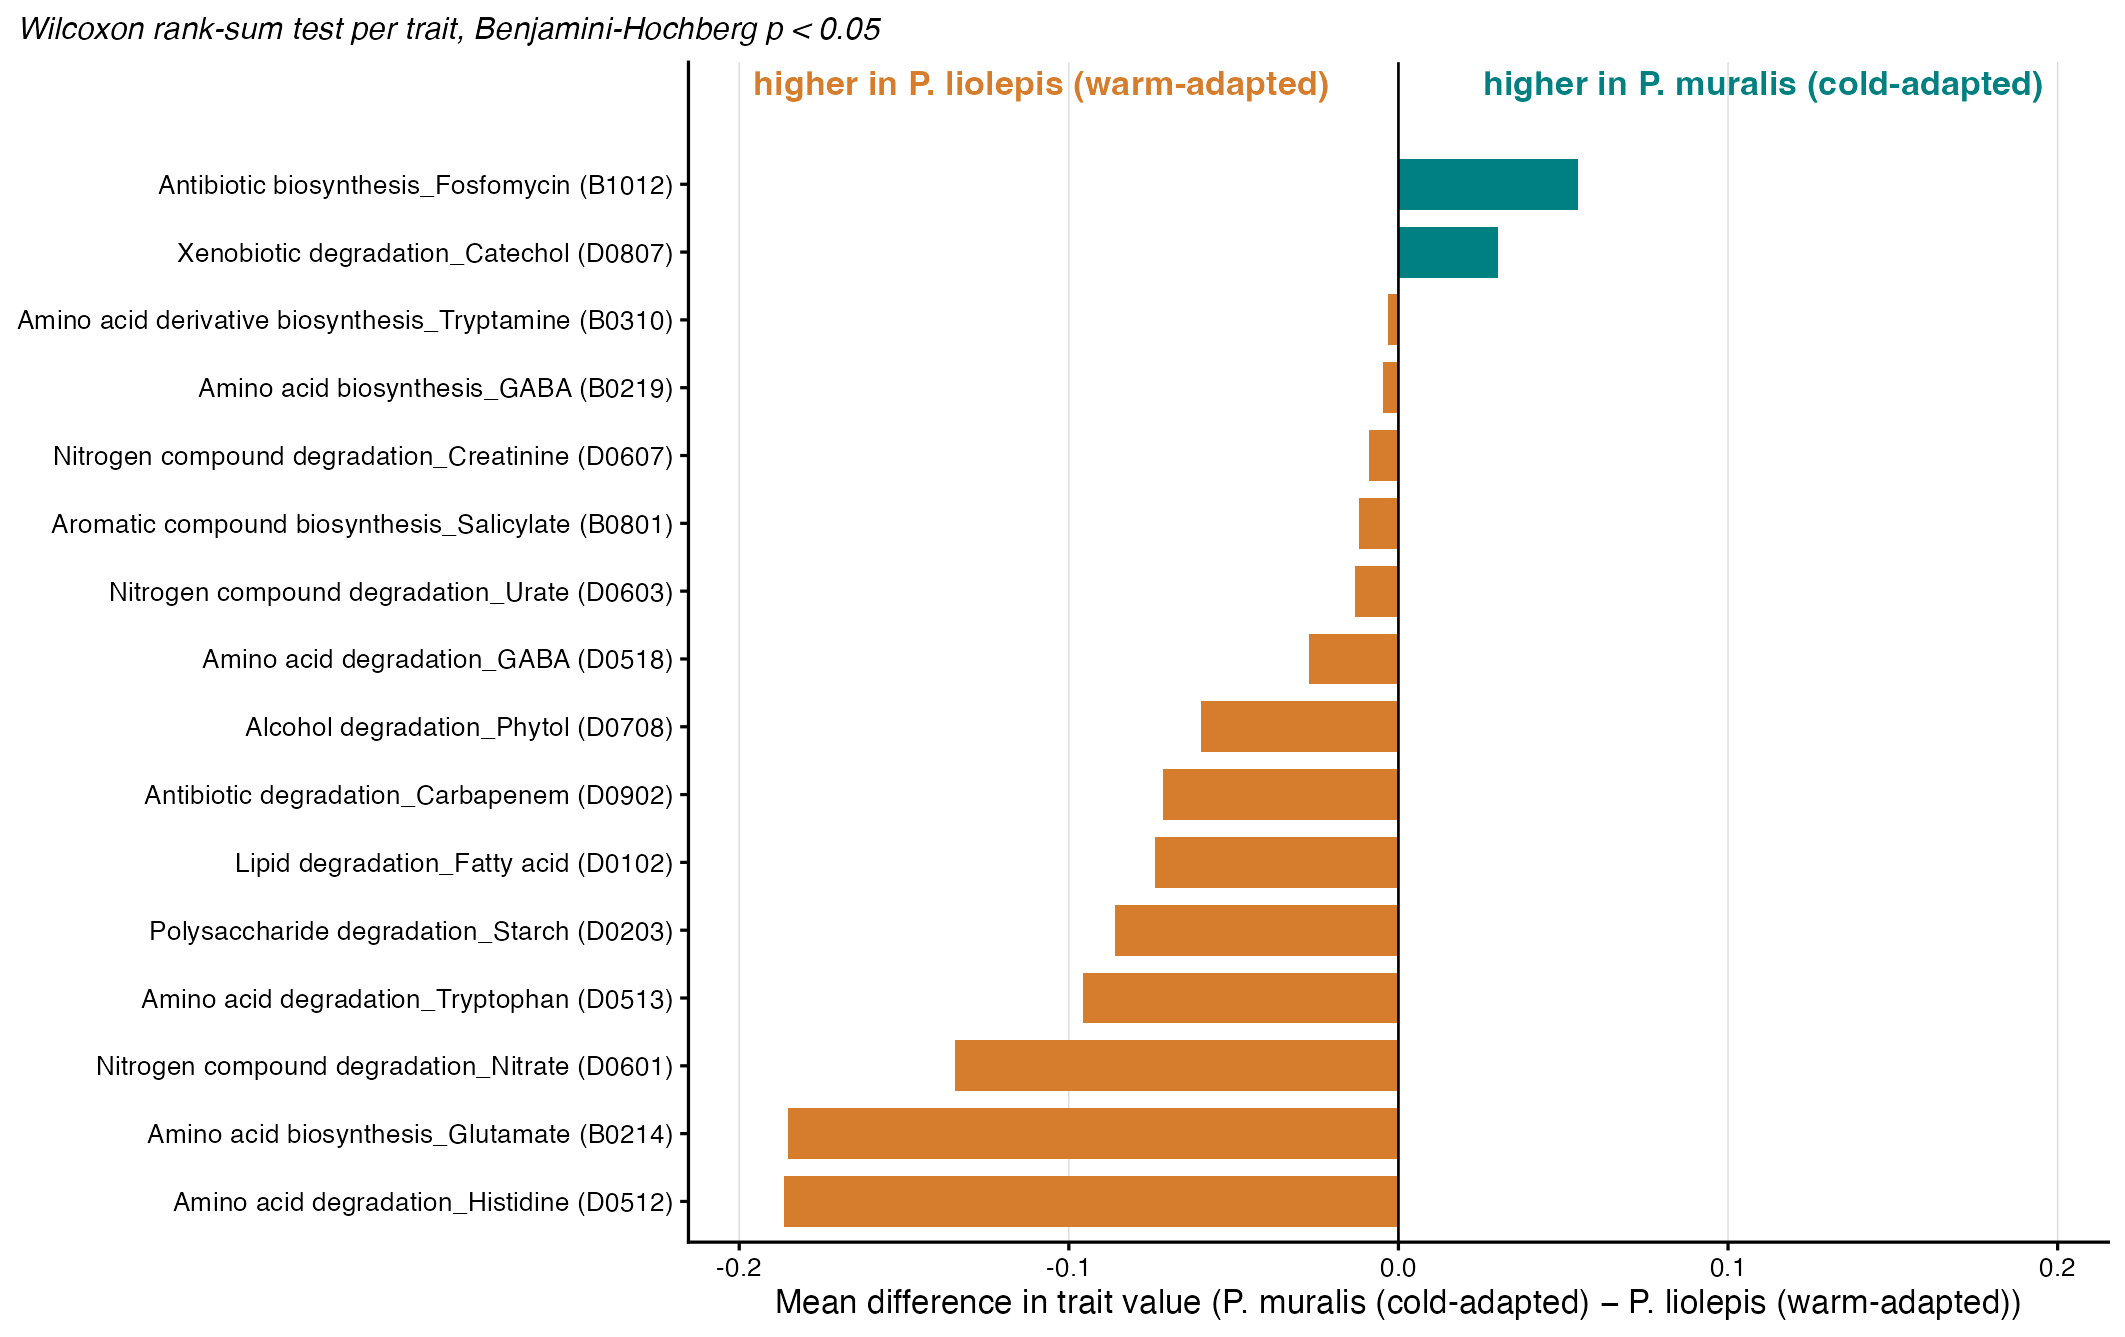 Wilcoxon rank-sum test per trait, Benjamini-Hochberg p < 0.05
higher in P. liolepis (warm-adapted)
higher in P. muralis (cold-adapted)
Antibiotic biosynthesis_Fosfomycin (B1012)
Xenobiotic degradation_Catechol (D0807)
Amino acid derivative biosynthesis_Tryptamine (B0310)
Amino acid biosynthesis_GABA (B0219)
Nitrogen compound degradation_Creatinine (D0607)
Aromatic compound biosynthesis_Salicylate (B0801)
Nitrogen compound degradation_Urate (D0603)
Amino acid degradation_GABA (D0518)
Alcohol degradation_Phytol (D0708)
Antibiotic degradation_Carbapenem (D0902)
Lipid degradation_Fatty acid (D0102)
Polysaccharide degradation_Starch (D0203)
Amino acid degradation_Tryptophan (D0513)
Nitrogen compound degradation_Nitrate (D0601)
Amino acid biosynthesis_Glutamate (B0214)
Amino acid degradation_Histidine (D0512)
-0.2 -0.1 0.0 0.1 0.2
Mean difference in trait value (P. muralis (cold-adapted) − P. liolepis (warm-adapted))